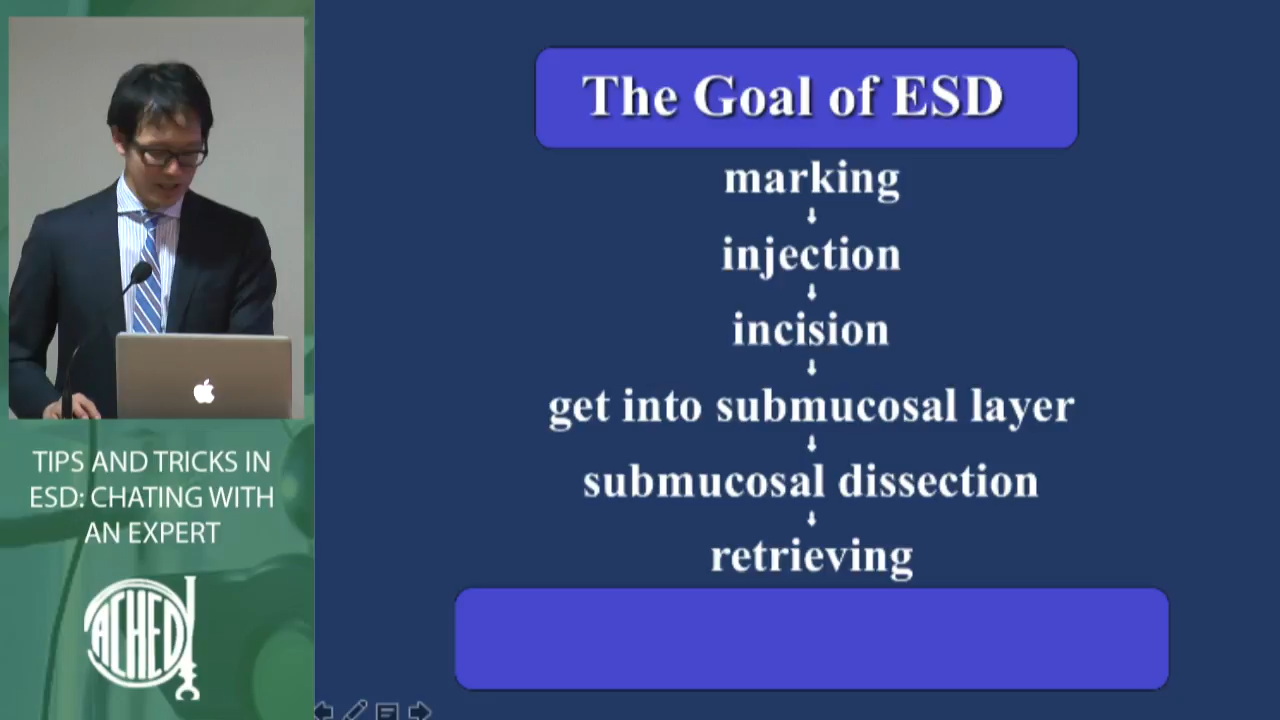 The Goal of ESD
marking
injection
incision
get into submucosal layer
submucosal dissection
retrieving
TIPS AND TRICKS IN
ESD: CHATING WITH
AN EXPERT
ACHED